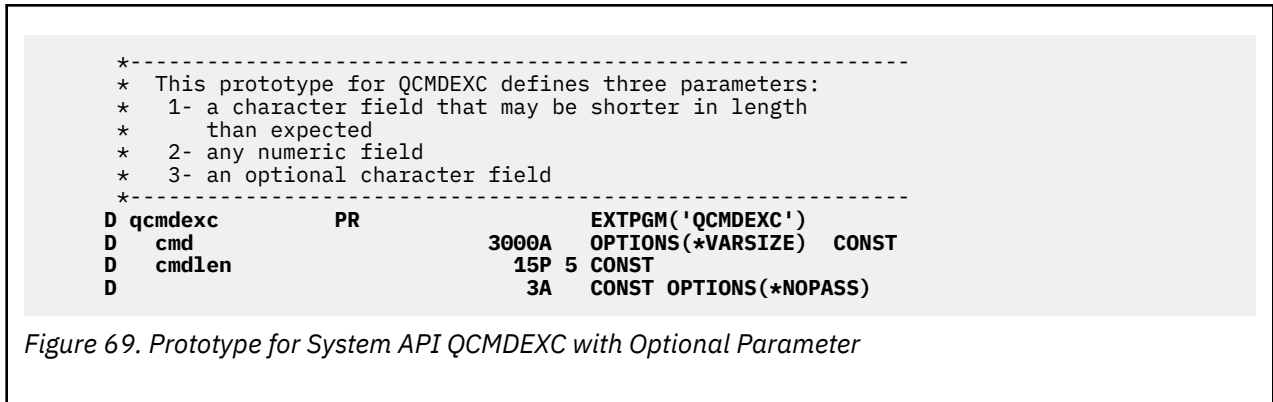 *-------------------------------------------------------------
* This prototype for QCMDEXC defines three parameters:
* 1- a character field that may be shorter in length
* than expected
* 2- any numeric field
* 3- an optional character field
*-------------------------------------------------------------
D qcmdexc PR EXTPGM('QCMDEXC')
D cmd 3000A OPTIONS(*VARSIZE) CONST
D cmdlen 15P 5 CONST
D 3A CONST OPTIONS(*NOPASS)
Figure 69. Prototype for System API QCMDEXC with Optional Parameter